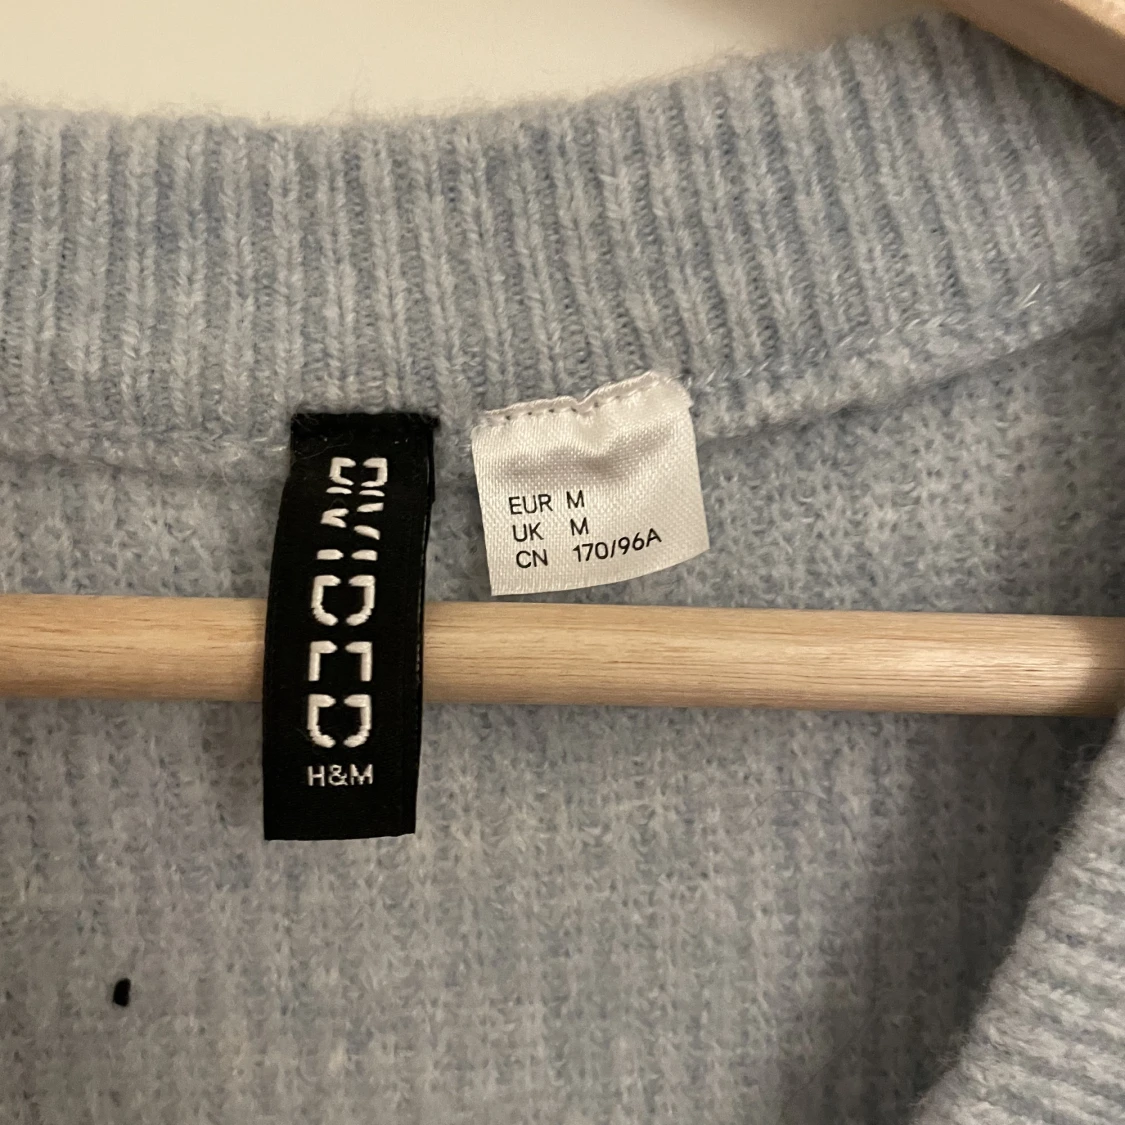 DIVIDED
H&M
EUR M
UK M
CN 170/96A